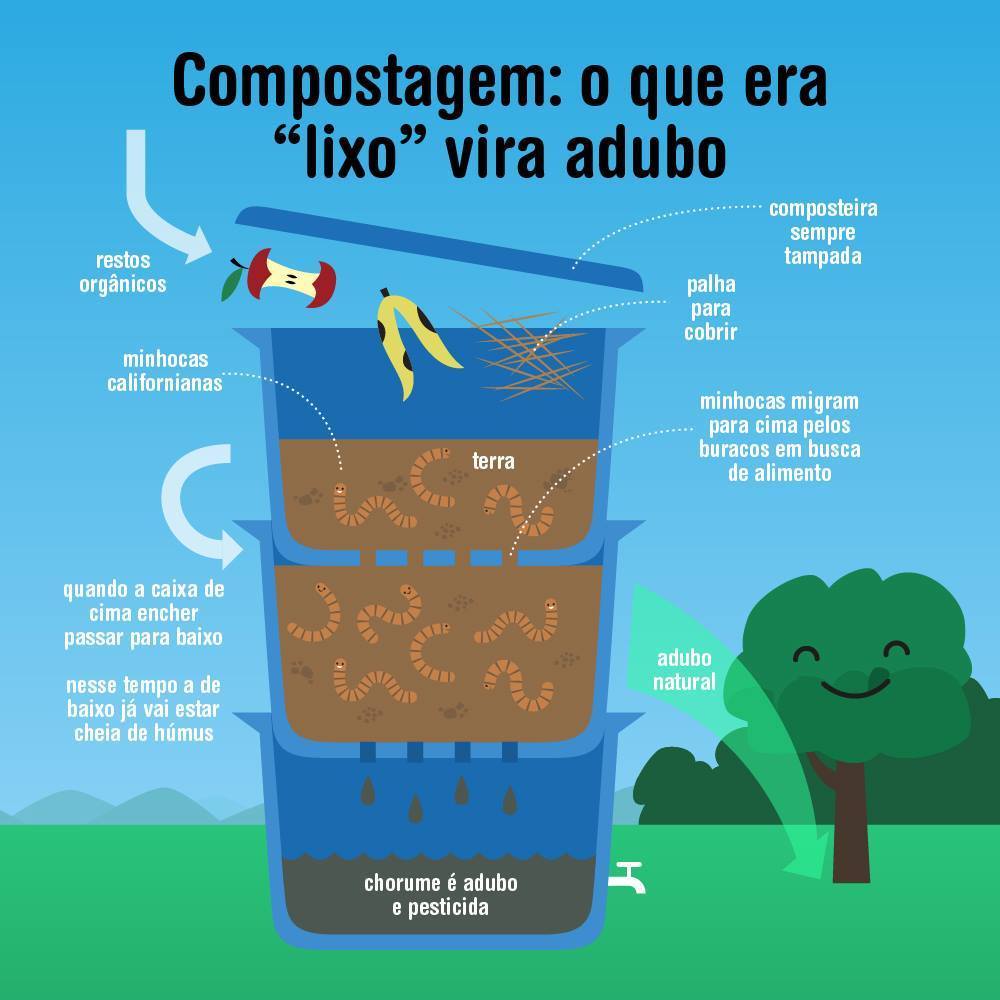 Compostagem: o que era
“lixo” vira adubo
composteira
sempre
tampada
restos
orgânicos
palha
para
cobrir
minhocas
californianas
minhocas migram
para cima pelos
buracos em busca
de alimento
terra
quando a caixa de
cima encher
passar para baixo
nesse tempo a de
baixo já vai estar
cheia de húmus
adubo
natural
chorume é adubo
e pesticida